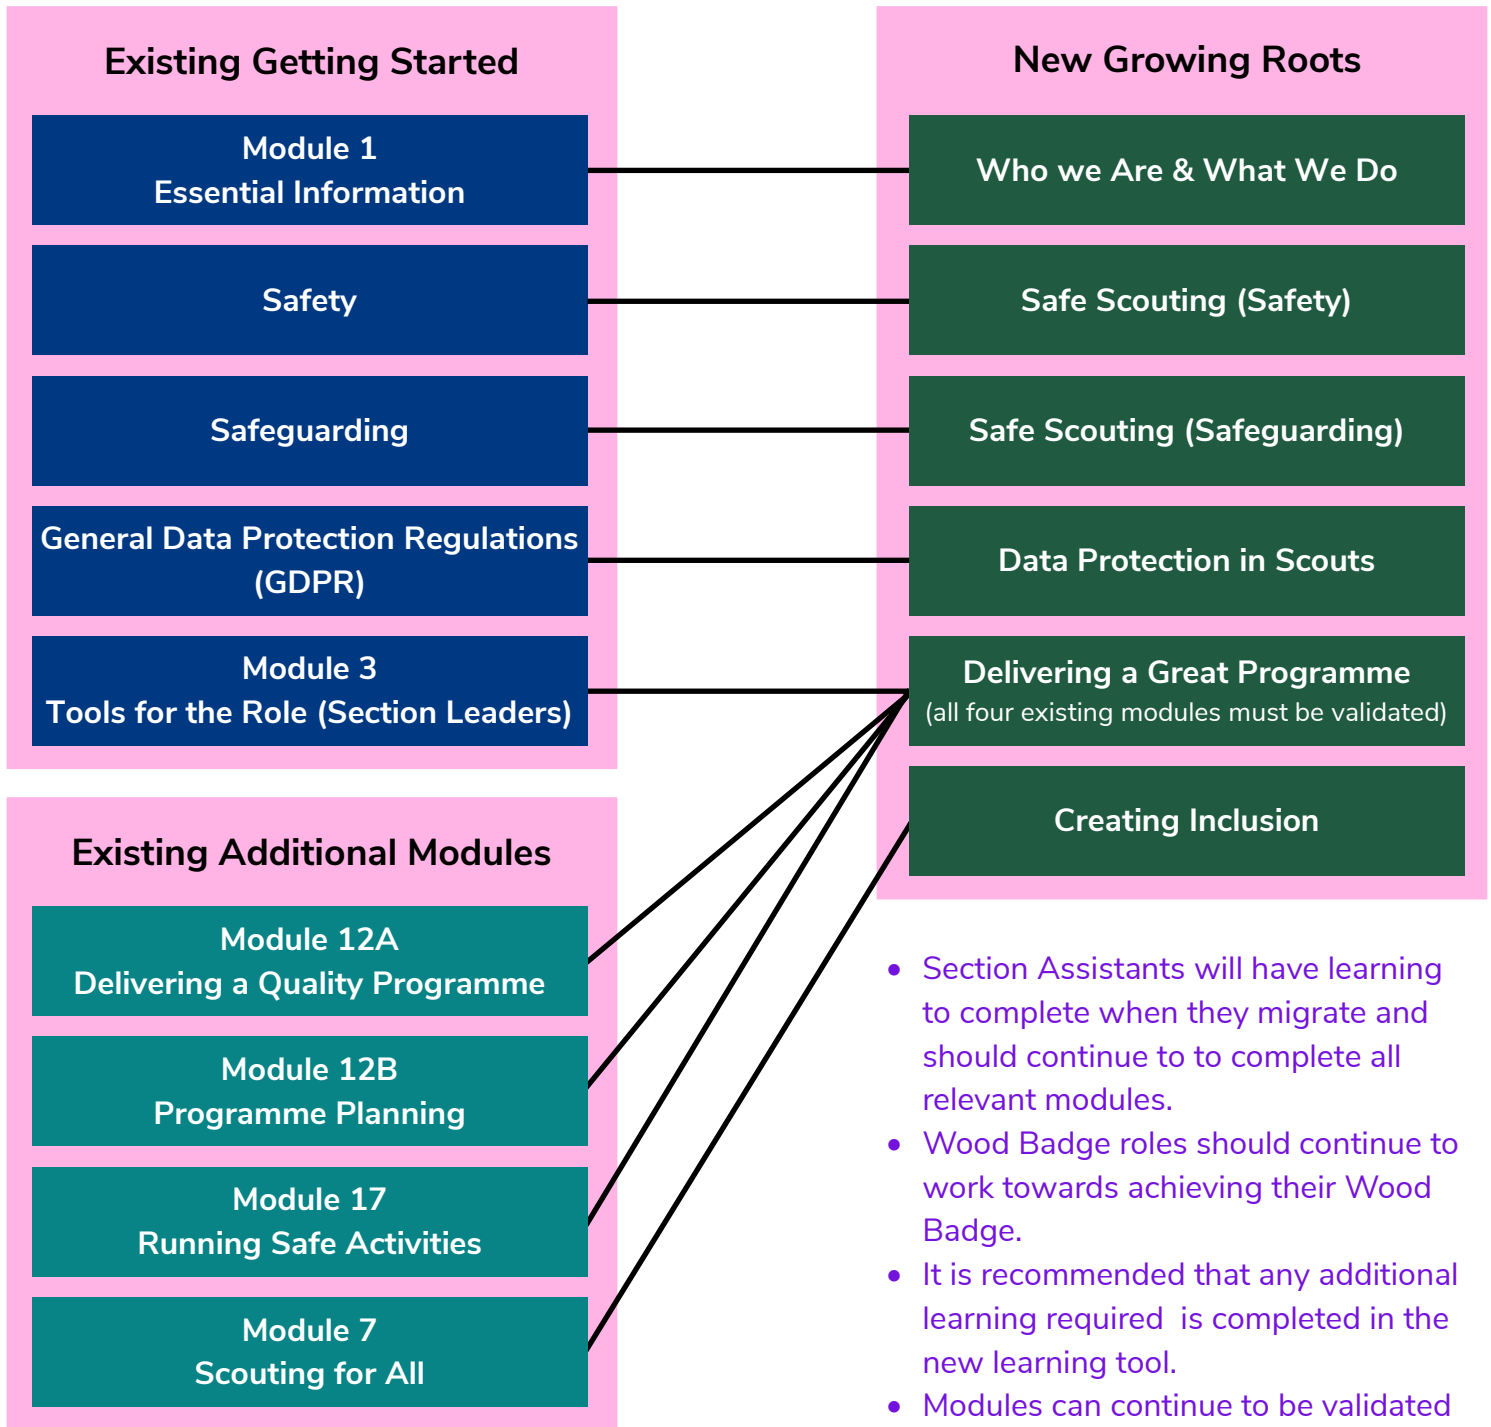 Existing Getting Started
Module 1
Essential Information
Safety
Safeguarding
General Data Protection Regulations
(GDPR)
Module 3
Tools for the Role (Section Leaders)
Existing Additional Modules
Module 12A
Delivering a Quality Programme
Module 12B
Programme Planning
Module 17
Running Safe Activities
Module 7
Scouting for All
New Growing Roots
Who we Are & What We Do
Safe Scouting (Safety)
Safe Scouting (Safeguarding)
Data Protection in Scouts
Delivering a Great Programme
(all four existing modules must be validated)
Creating Inclusion
• Section Assistants will have learning
to complete when they migrate and
should continue to to complete all
relevant modules.
• Wood Badge roles should continue to
work towards achieving their Wood
Badge.
• It is recommended that any additional
learning required  is completed in the
new learning tool.
• Modules can continue to be validated